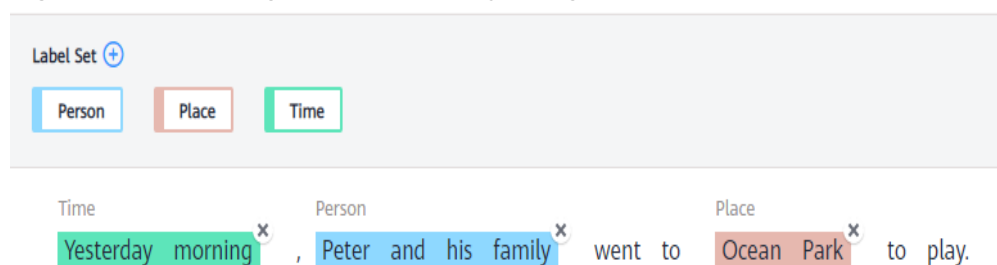 Label Set
Person Place Time
Time Person Place
Yesterday morning , Peter and his family went to Ocean Park to play.